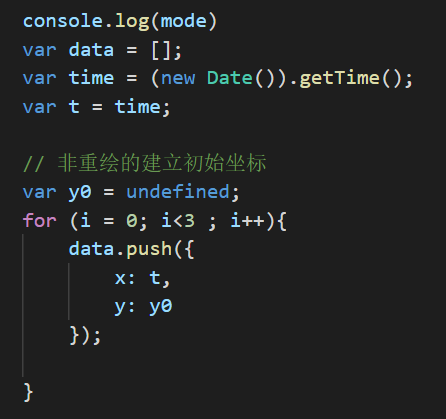 console.log(mode)
var data = [];
var time = (new Date()).getTime();
var t = time;
// 非重绘的建立初始坐标
var y0 = undefined;
for (i = 0; i<3 ; i++){
data.push({
x: t,
y: y0
});
}